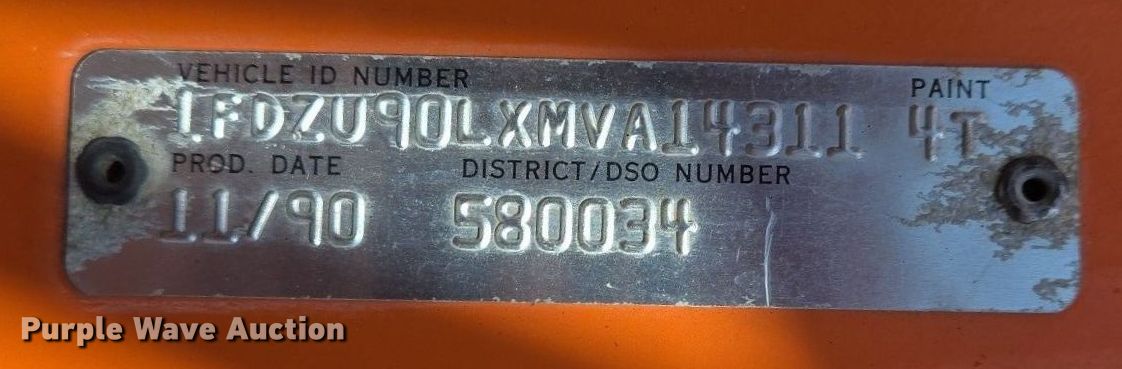 VEHICLE ID NUMBER PAINT
1FDZU90LXMVA14311 4T
PROD. DATE DISTRICT/DSO NUMBER
11/90 580034
Purple Wave Auction